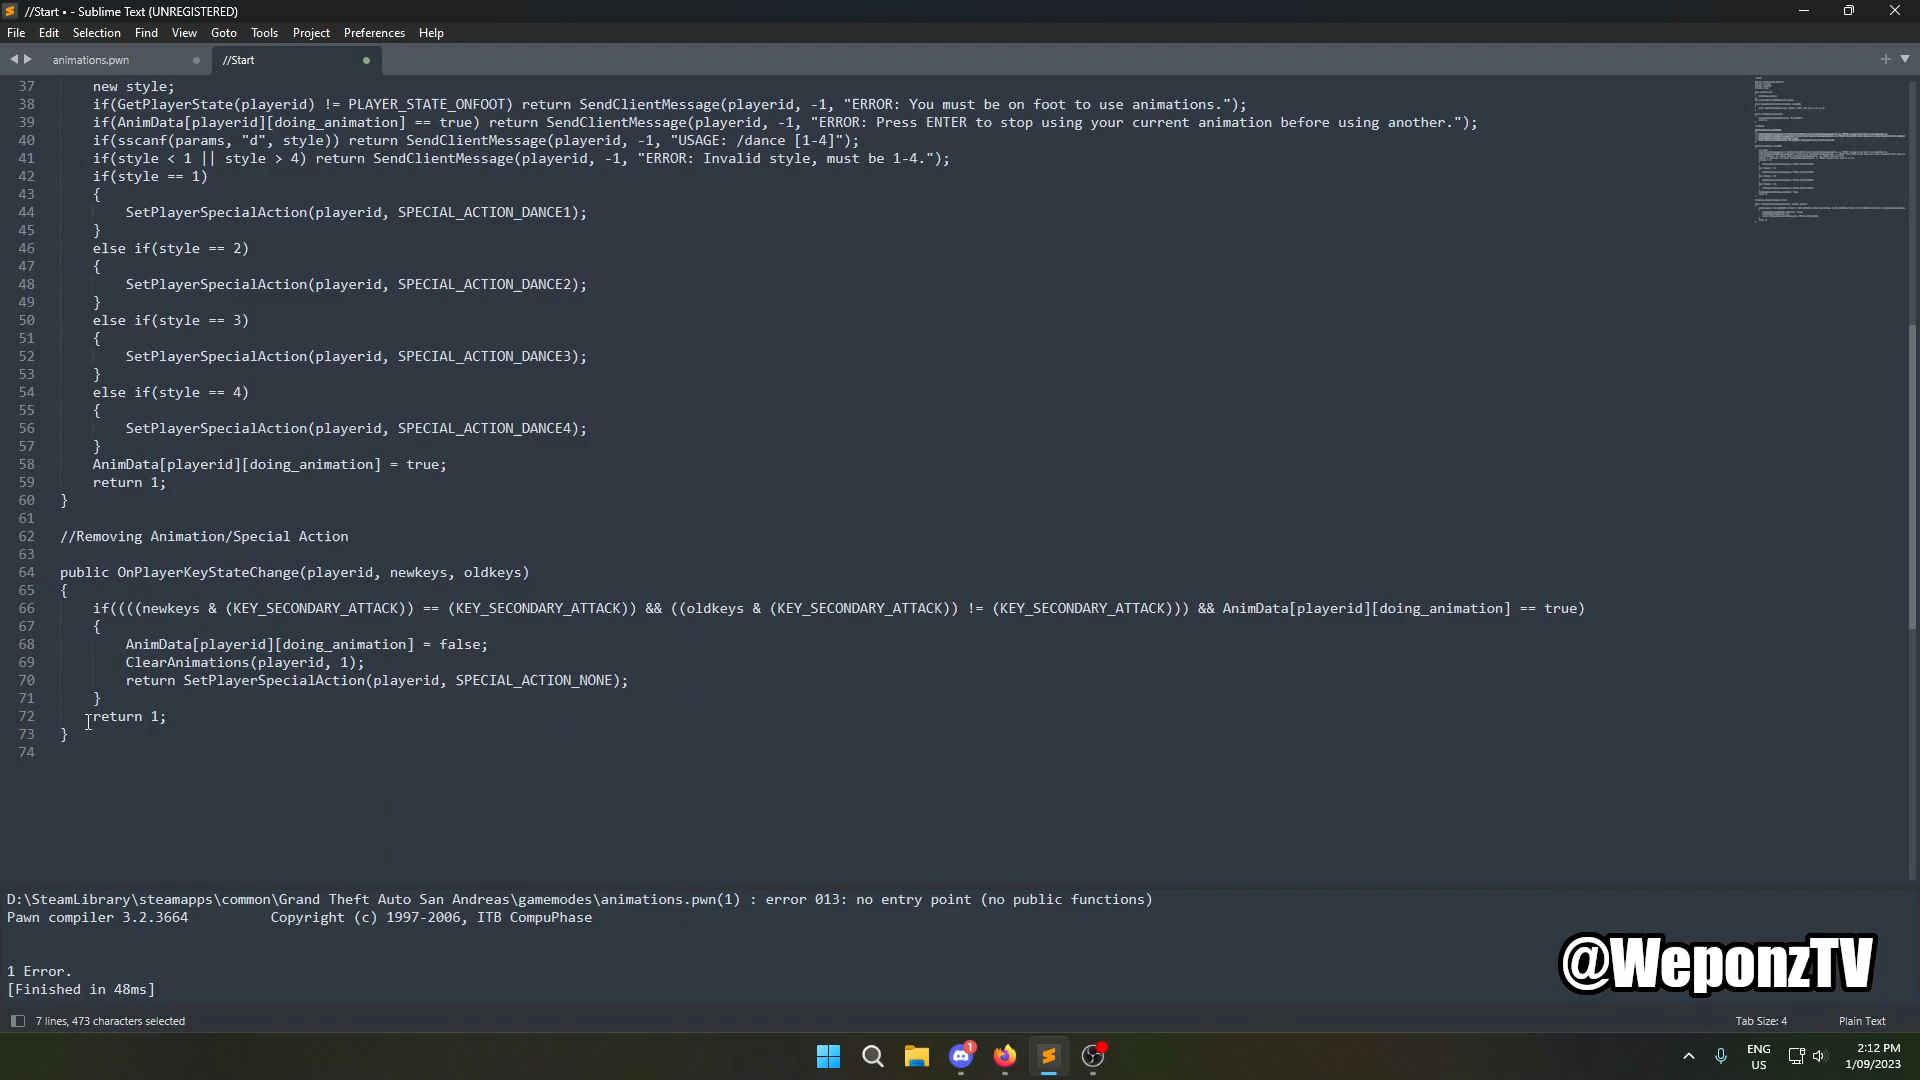 //Start • - Sublime Text (UNREGISTERED)
File Edit Selection Find View Goto Tools Project Preferences Help
animations.pwn //Start
37 new style;
38 if(GetPlayerState(playerid) != PLAYER_STATE_ONFOOT) return SendClientMessage(playerid, -1, "ERROR: You must be on foot to use animations.");
39 if(AnimData[playerid][doing_animation] == true) return SendClientMessage(playerid, -1, "ERROR: Press ENTER to stop using your current animation before using another.");
40 if(sscanf(params, "d", style)) return SendClientMessage(playerid, -1, "USAGE: /dance [1-4]");
41 if(style < 1 || style > 4) return SendClientMessage(playerid, -1, "ERROR: Invalid style, must be 1-4.");
42 if(style == 1)
43 {
44 SetPlayerSpecialAction(playerid, SPECIAL_ACTION_DANCE1);
45 }
46 else if(style == 2)
47 {
48 SetPlayerSpecialAction(playerid, SPECIAL_ACTION_DANCE2);
49 }
50 else if(style == 3)
51 {
52 SetPlayerSpecialAction(playerid, SPECIAL_ACTION_DANCE3);
53 }
54 else if(style == 4)
55 {
56 SetPlayerSpecialAction(playerid, SPECIAL_ACTION_DANCE4);
57 }
58 AnimData[playerid][doing_animation] = true;
59 return 1;
60 }
61
62 //Removing Animation/Special Action
63
64 public OnPlayerKeyStateChange(playerid, newkeys, oldkeys)
65 {
66 if((((newkeys & (KEY_SECONDARY_ATTACK)) == (KEY_SECONDARY_ATTACK)) && ((oldkeys & (KEY_SECONDARY_ATTACK)) != (KEY_SECONDARY_ATTACK))) && AnimData[playerid][doing_animation] == true)
67 {
68 AnimData[playerid][doing_animation] = false;
69 ClearAnimations(playerid, 1);
70 return SetPlayerSpecialAction(playerid, SPECIAL_ACTION_NONE);
71 }
72 return 1;
73 }
74
D:\SteamLibrary\steamapps\common\Grand Theft Auto San Andreas\gamemodes\animations.pwn(1) : error 013: no entry point (no public functions)
Pawn compiler 3.2.3664 Copyright (c) 1997-2006, ITB CompuPhase
1 Error.
[Finished in 48ms]
@WeponzTV
7 lines, 473 characters selected Tab Size: 4 Plain Text
1
ENG
US
2:12 PM
1/09/2023